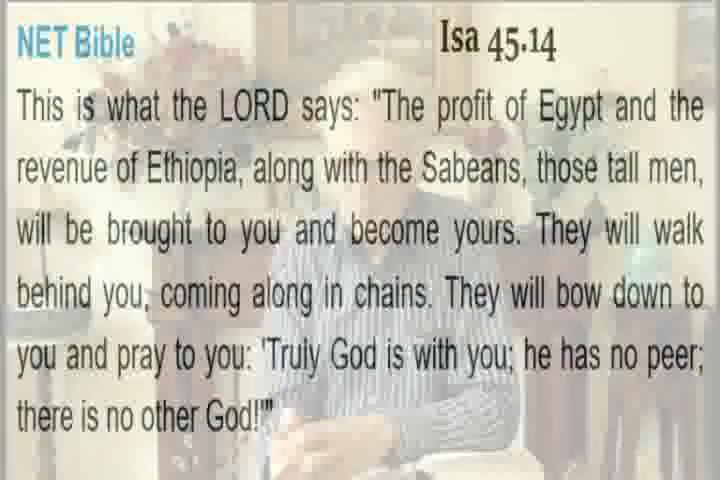 NET Bible
Isa 45.14
This is what the LORD says: "The profit of Egypt and the
revenue of Ethiopia, along with the Sabeans, those tall men,
will be brought to you and become yours. They will walk
behind you, coming along in chains. They will bow down to
you and pray to you: 'Truly God is with you; he has no peer;
there is no other God!'"